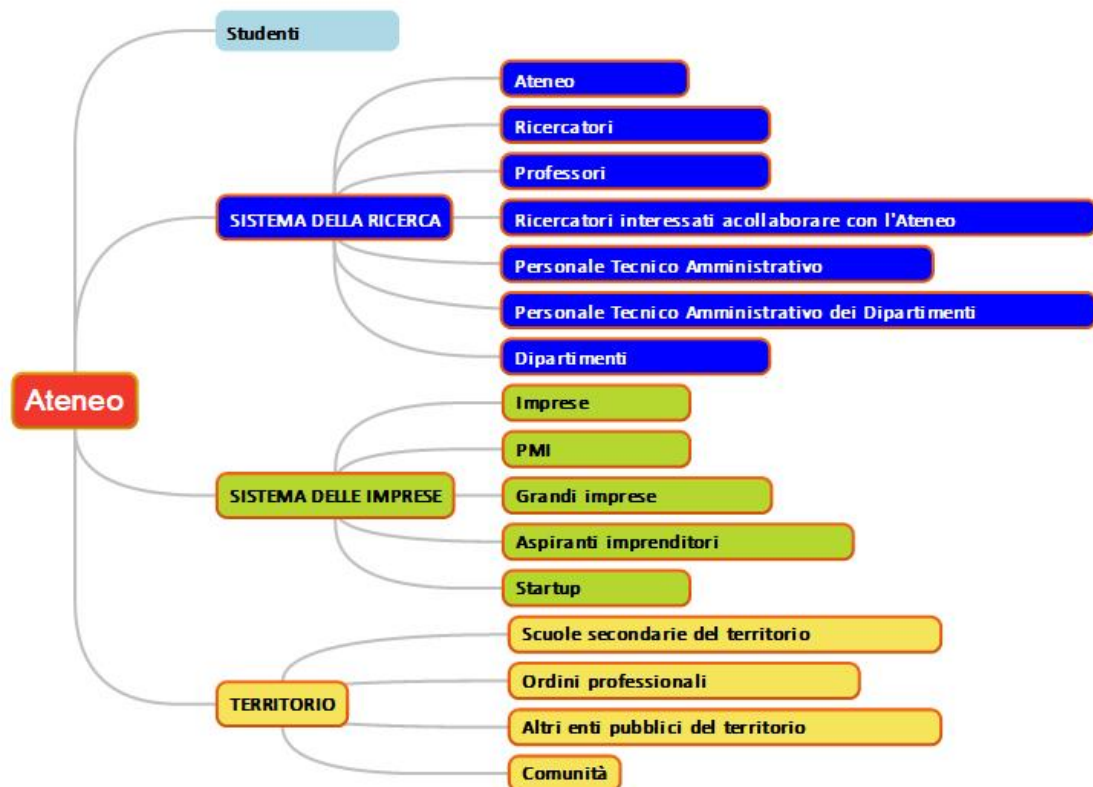 Studenti
Ateneo
Ricercatori
Professori
SISTEMA DELLA RICERCA
Ricercatori interessati acollaborare con l'Ateneo
Personale Tecnico Amministrativo
Personale Tecnico Amministrativo dei Dipartimenti
Dipartimenti
Ateneo
Imprese
PMI
SISTEMA DELLE IMPRESE
Grandi imprese
Aspiranti imprenditori
Startup
Scuole secondarie del territorio
Ordini professionali
TERRITORIO
Altri enti pubblici del territorio
Comunità